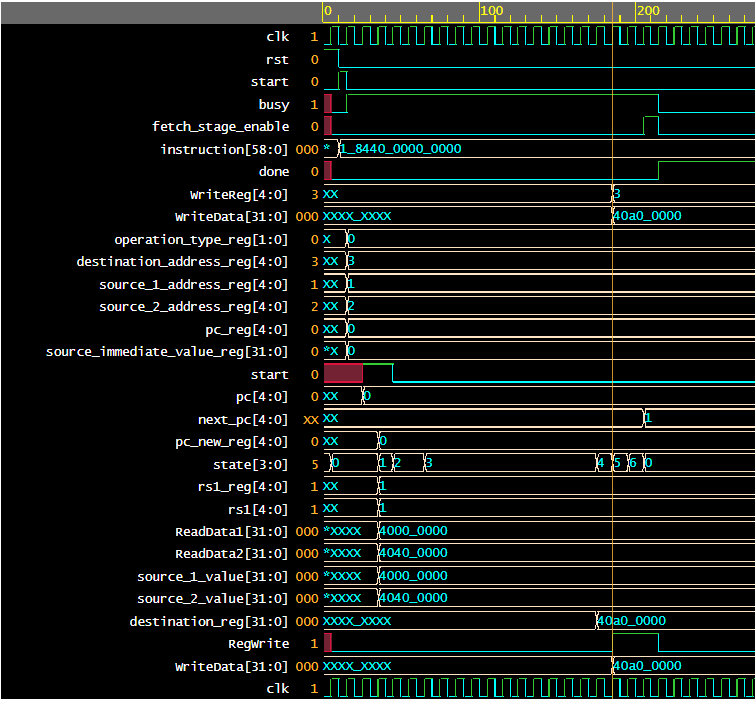 0 100 200
clk 1
rst 0
start 0
busy 1
fetch_stage_enable 0
instruction[58:0] 000 * 1_8440_0000_0000
done 0
WriteReg[4:0] 3 XX 3
WriteData[31:0] 000 XXXX_XXXX 40a0_0000
operation_type_reg[1:0] 0 X 0
destination_address_reg[4:0] 3 XX 3
source_1_address_reg[4:0] 1 XX 1
source_2_address_reg[4:0] 2 XX 2
pc_reg[4:0] 0 XX 0
source_immediate_value_reg[31:0] 0 *X 0
start 0
pc[4:0] 0 XX 0
next_pc[4:0] XX XX 1
pc_new_reg[4:0] 0 XX 0
state[3:0] 5 0 1 2 3 4 5 6 0
rs1_reg[4:0] 1 XX 1
rs1[4:0] 1 XX 1
ReadData1[31:0] 000 *XXXX 4000_0000
ReadData2[31:0] 000 *XXXX 4040_0000
source_1_value[31:0] 000 *XXXX 4000_0000
source_2_value[31:0] 000 *XXXX 4040_0000
destination_reg[31:0] 000 XXXX_XXXX 40a0_0000
RegWrite 1
WriteData[31:0] 000 XXXX_XXXX 40a0_0000
clk 1